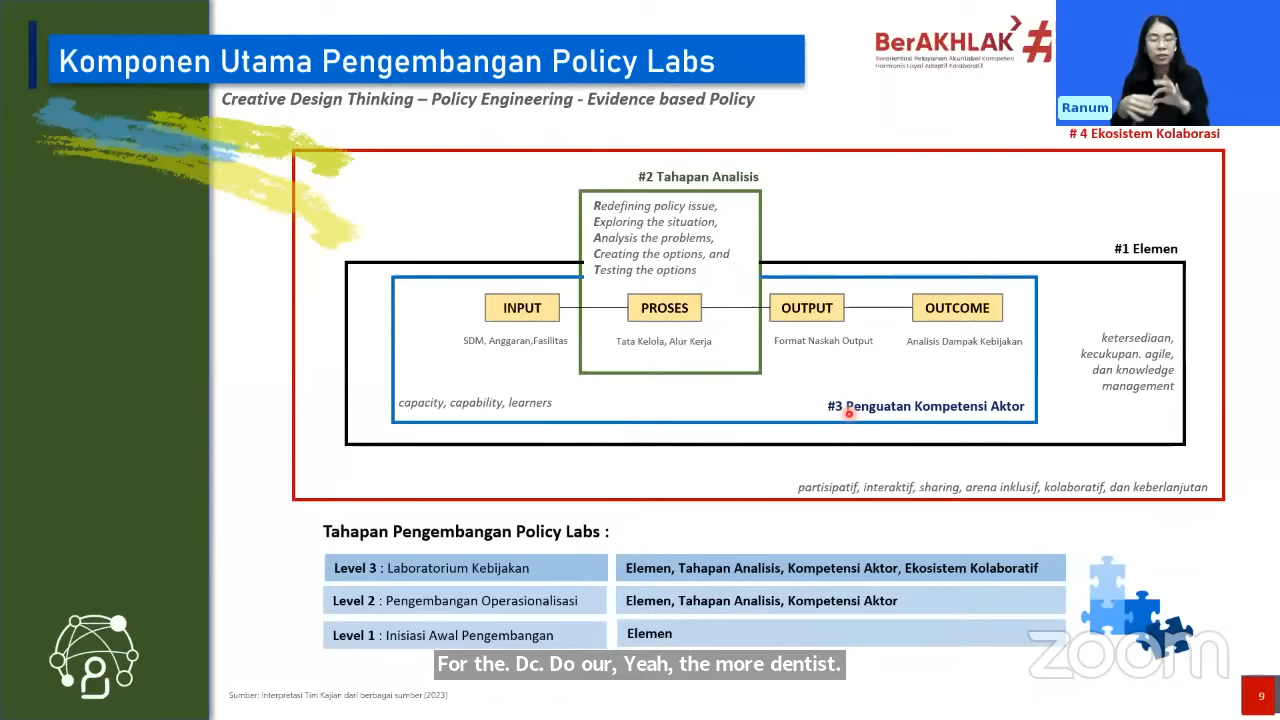 Komponen Utama Pengembangan Policy Labs
BerAKHLAK #
Berorientasi Pelayanan Akuntabel Kompeten
Harmonis Loyal Adaptif Kolaboratif
Ranum
Creative Design Thinking – Policy Engineering - Evidence based Policy
# 4 Ekosistem Kolaborasi
#2 Tahapan Analisis
Redefining policy issue,
Exploring the situation,
Analysis the problems,
Creating the options, and
Testing the options
#1 Elemen
INPUT
PROSES
OUTPUT
OUTCOME
SDM, Anggaran,Fasilitas
Tata Kelola, Alur Kerja
Format Naskah Output
Analisis Dampak Kebijakan
ketersediaan,
kecukupan. agile,
dan knowledge
management
capacity, capability, learners
#3 Penguatan Kompetensi Aktor
partisipatif, interaktif, sharing, arena inklusif, kolaboratif, dan keberlanjutan
Tahapan Pengembangan Policy Labs :
Level 3 : Laboratorium Kebijakan
Elemen, Tahapan Analisis, Kompetensi Aktor, Ekosistem Kolaboratif
Level 2 : Pengembangan Operasionalisasi
Elemen, Tahapan Analisis, Kompetensi Aktor
Level 1 : Inisiasi Awal Pengembangan
Elemen
zoom
For the. Dc. Do our, Yeah, the more dentist.
Sumber: Interpretasi Tim Kajian dari berbagai sumber (2023)
9